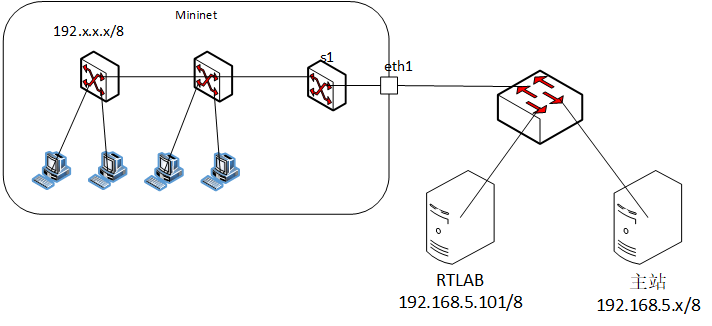 Mininet
192.x.x.x/8
s1
eth1
RTLAB
192.168.5.101/8
主站
192.168.5.x/8